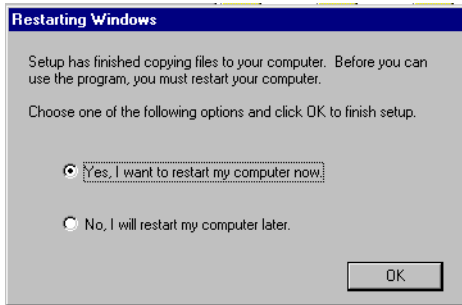 Restarting Windows
Setup has finished copying files to your computer.  Before you can
use the program, you must restart your computer.
Choose one of the following options and click OK to finish setup.
Yes, I want to restart my computer now.
No, I will restart my computer later.
OK